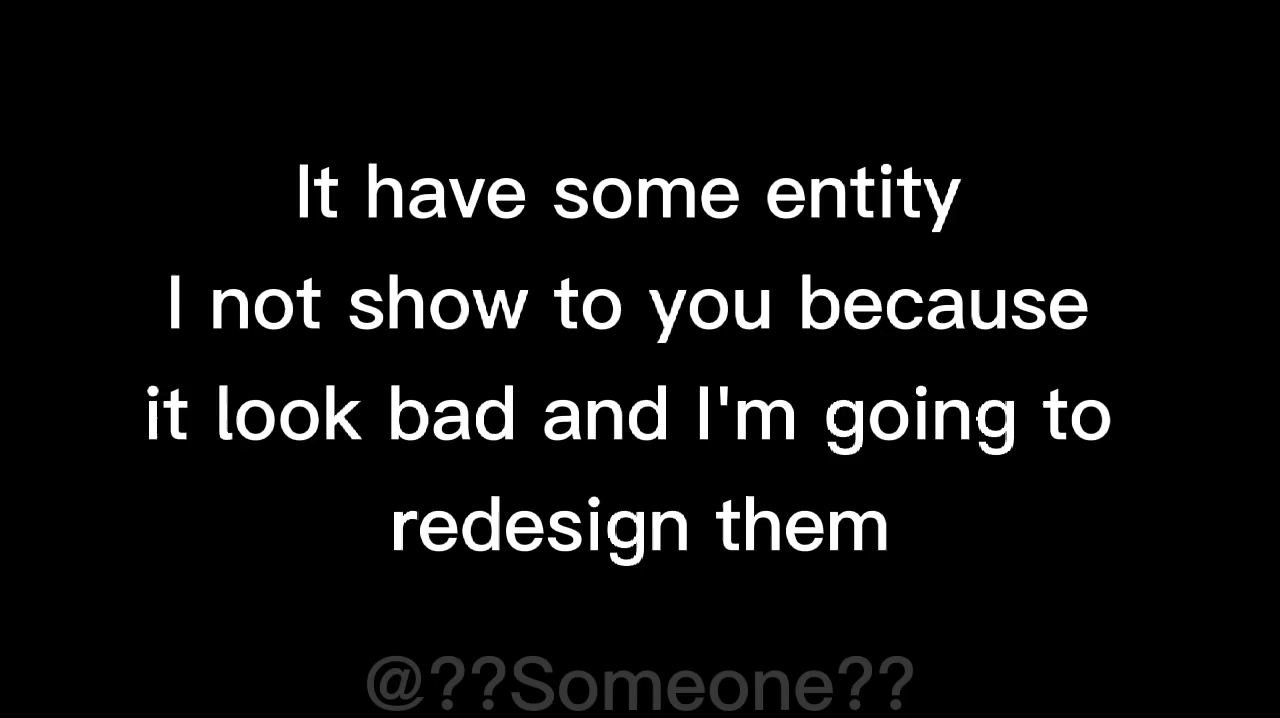 It have some entity
I not show to you because
it look bad and I'm going to
redesign them
@??Someone??